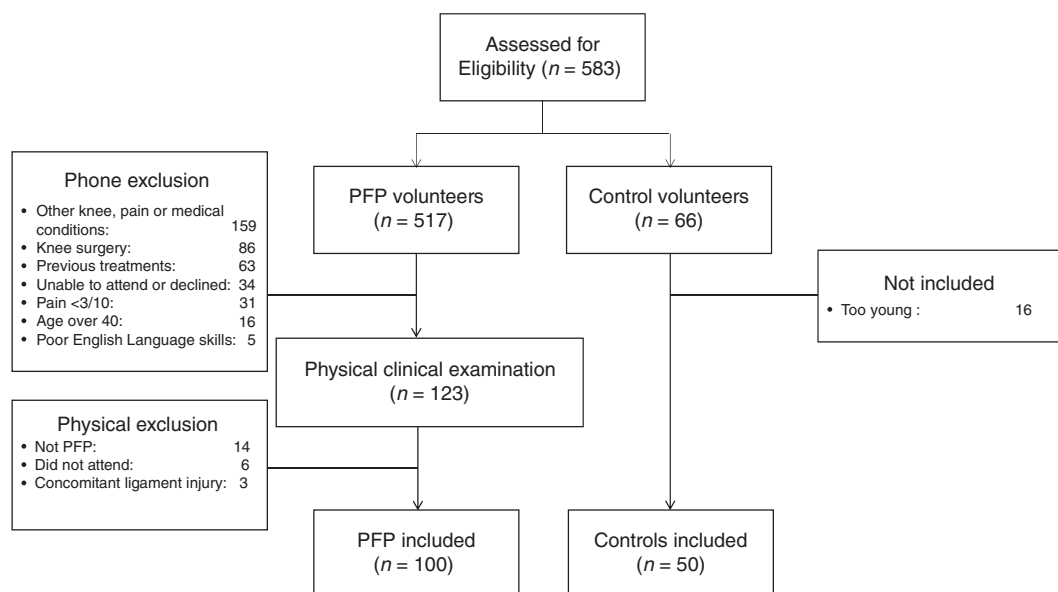 Assessed for
Eligibility (n = 583)
PFP volunteers
(n = 517)
Control volunteers
(n = 66)
Phone exclusion
• Other knee, pain or medical
conditions: 159
• Knee surgery: 86
• Previous treatments: 63
• Unable to attend or declined: 34
• Pain <3/10: 31
• Age over 40: 16
• Poor English Language skills: 5
Not included
• Too young : 16
Physical clinical examination
(n = 123)
Physical exclusion
• Not PFP: 14
• Did not attend: 6
• Concomitant ligament injury: 3
PFP included
(n = 100)
Controls included
(n = 50)